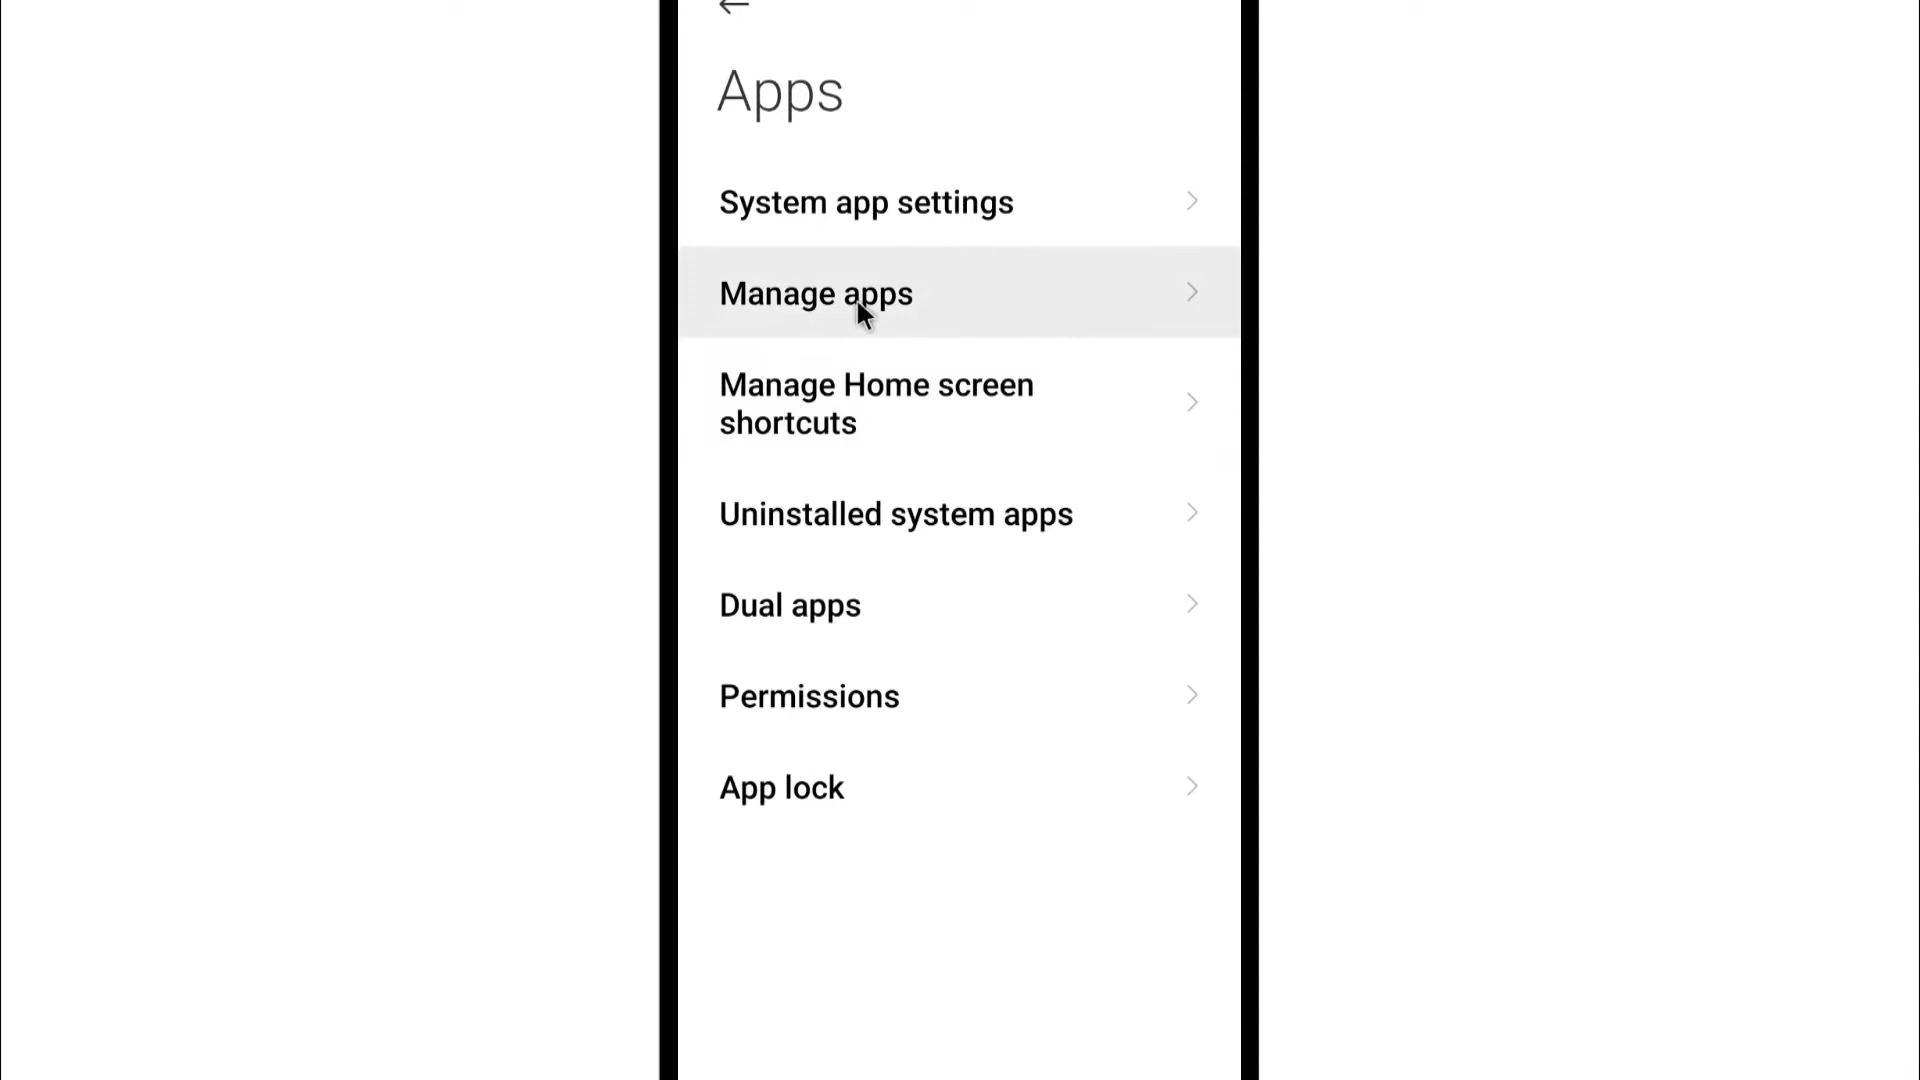 Apps
System app settings
Manage apps
Manage Home screen
shortcuts
Uninstalled system apps
Dual apps
Permissions
App lock